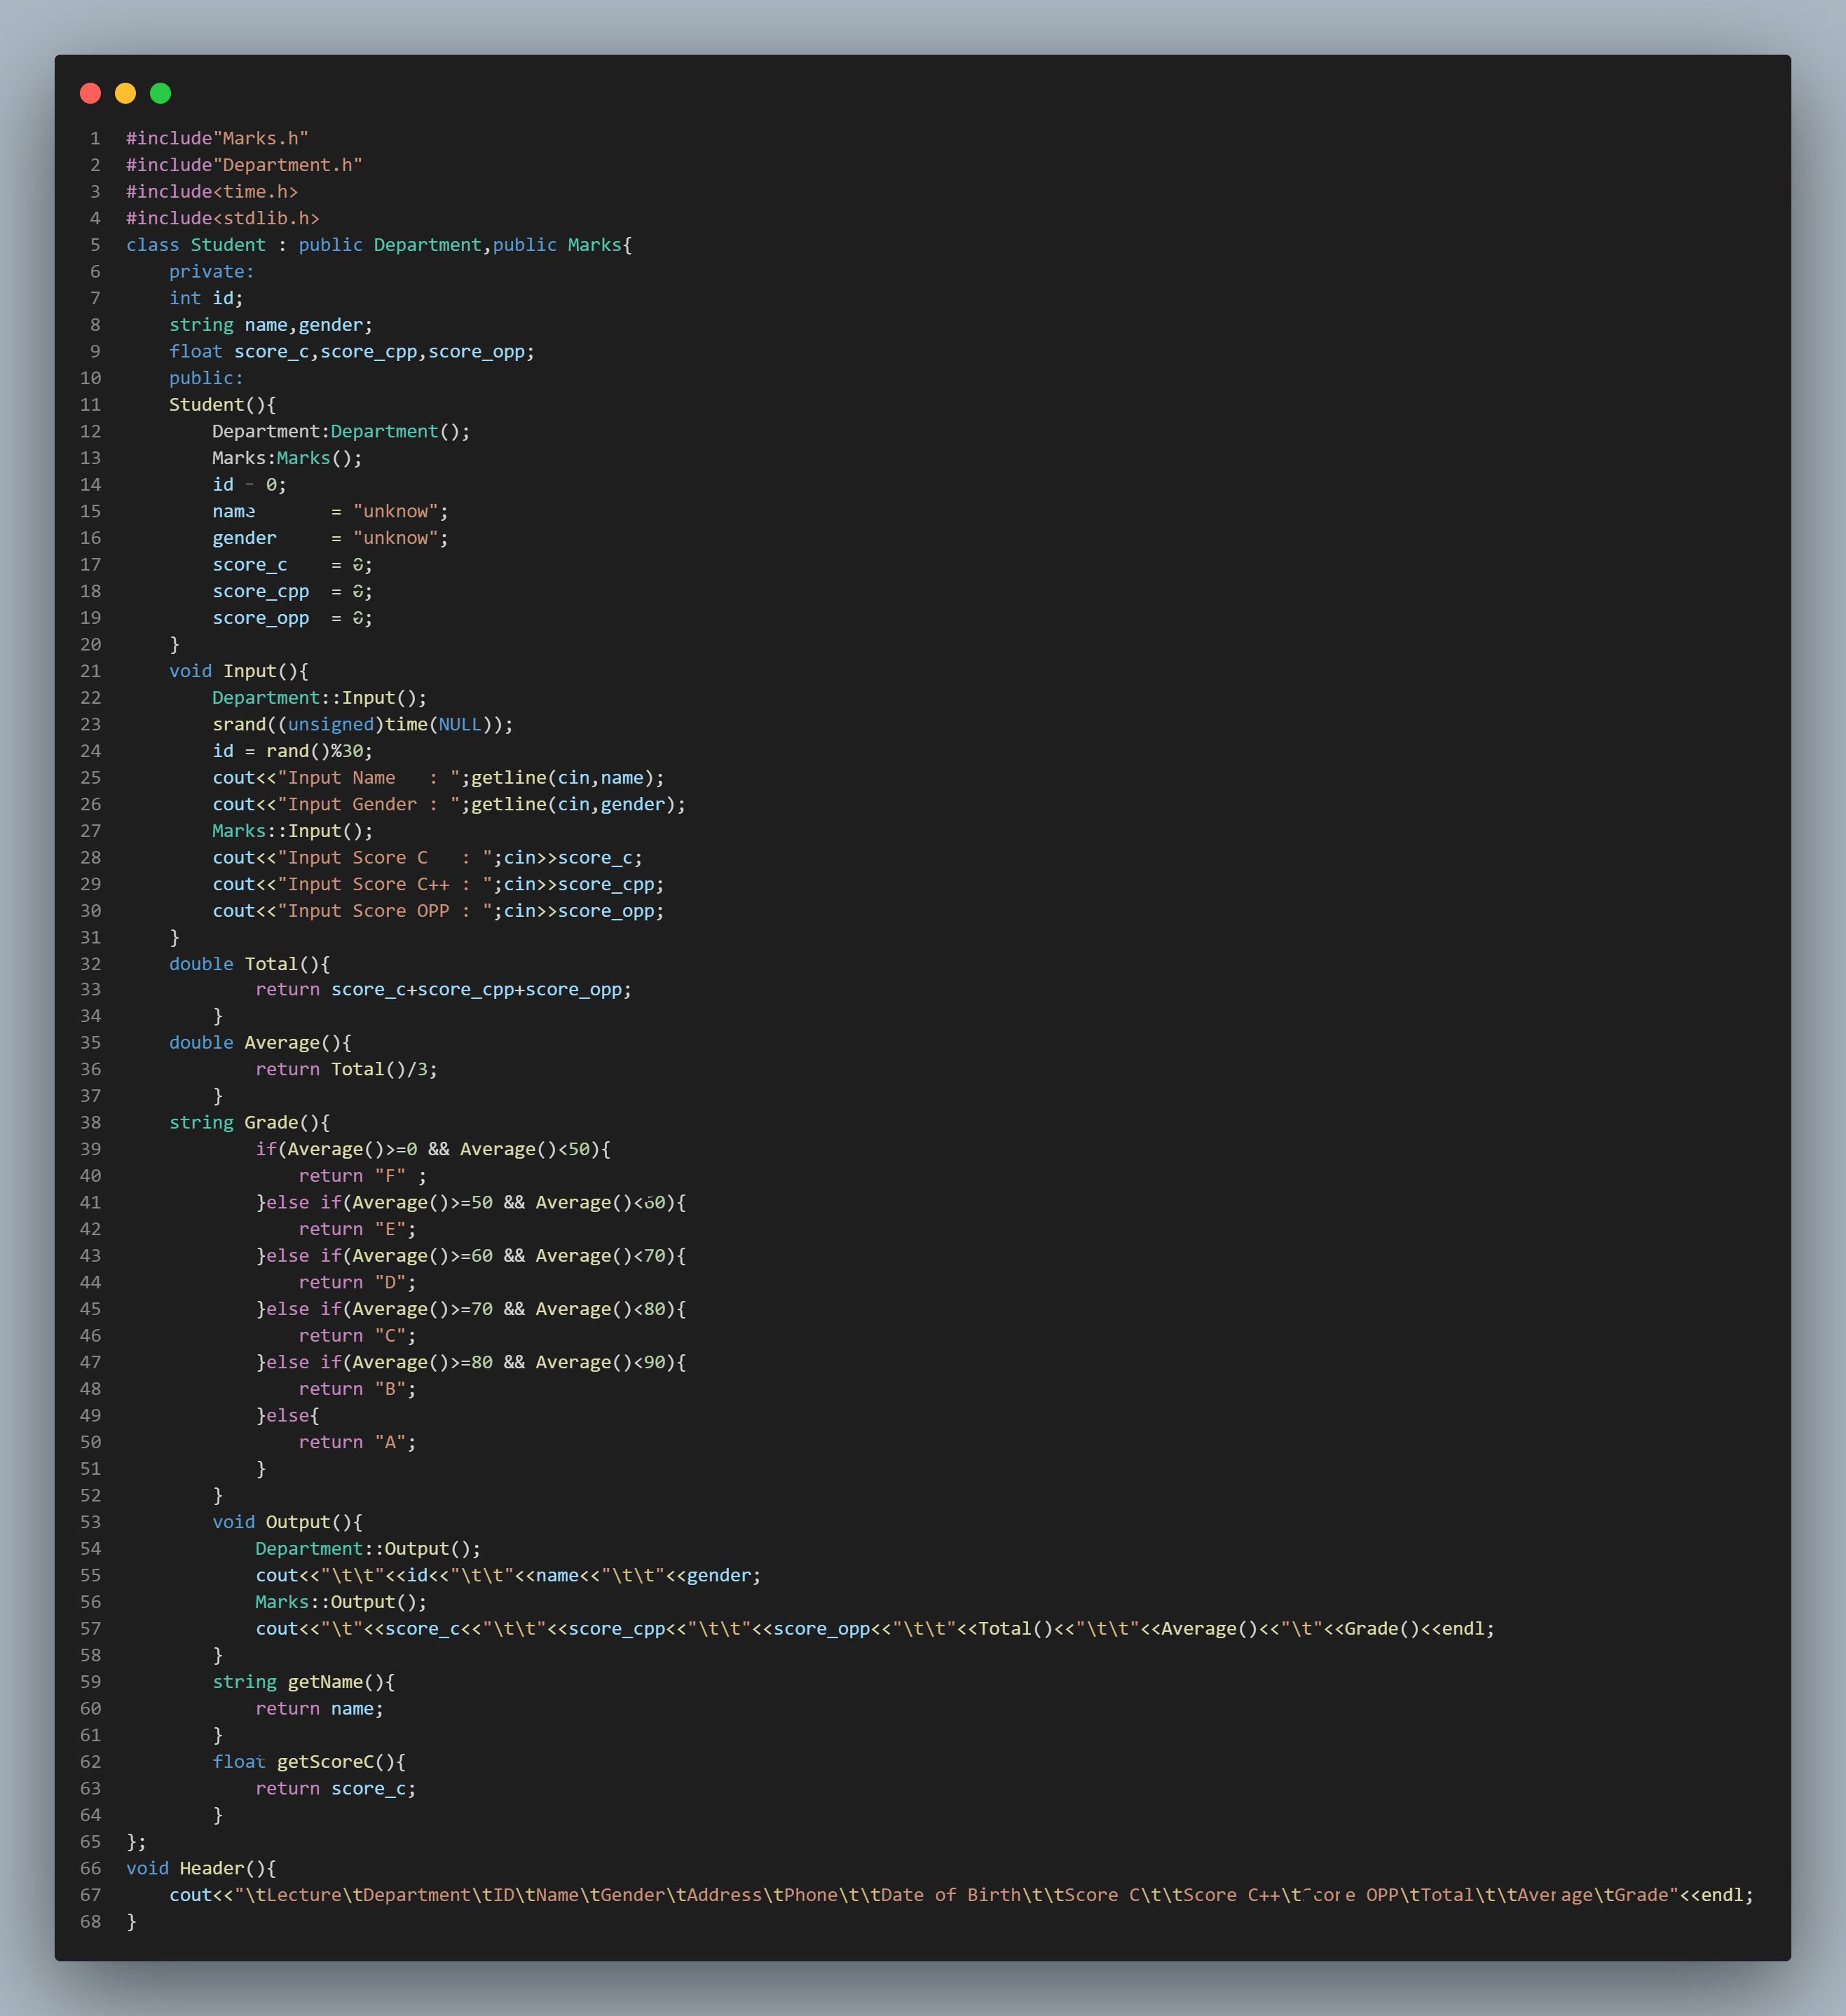 1 #include"Marks.h"
2 #include"Department.h"
3 #include<time.h>
4 #include<stdlib.h>
5 class Student : public Department,public Marks{
6     private:
7     int id;
8     string name,gender;
9     float score_c,score_cpp,score_opp;
10     public:
11     Student(){
12         Department:Department();
13         Marks:Marks();
14         id = 0;
15         name       = "unknow";
16         gender     = "unknow";
17         score_c    = 0;
18         score_cpp  = 0;
19         score_opp  = 0;
20     }
21     void Input(){
22         Department::Input();
23         srand((unsigned)time(NULL));
24         id = rand()%30;
25         cout<<"Input Name   : ";getline(cin,name);
26         cout<<"Input Gender : ";getline(cin,gender);
27         Marks::Input();
28         cout<<"Input Score C   : ";cin>>score_c;
29         cout<<"Input Score C++ : ";cin>>score_cpp;
30         cout<<"Input Score OPP : ";cin>>score_opp;
31     }
32     double Total(){
33             return score_c+score_cpp+score_opp;
34         }
35     double Average(){
36             return Total()/3;
37         }
38     string Grade(){
39             if(Average()>=0 && Average()<50){
40                 return "F" ;
41             }else if(Average()>=50 && Average()<60){
42                 return "E";
43             }else if(Average()>=60 && Average()<70){
44                 return "D";
45             }else if(Average()>=70 && Average()<80){
46                 return "C";
47             }else if(Average()>=80 && Average()<90){
48                 return "B";
49             }else{
50                 return "A";
51             }
52         }
53         void Output(){
54             Department::Output();
55             cout<<"\t\t"<<id<<"\t\t"<<name<<"\t\t"<<gender;
56             Marks::Output();
57             cout<<"\t"<<score_c<<"\t\t"<<score_cpp<<"\t\t"<<score_opp<<"\t\t"<<Total()<<"\t\t"<<Average()<<"\t"<<Grade()<<endl;
58         }
59         string getName(){
60             return name;
61         }
62         float getScoreC(){
63             return score_c;
64         }
65 };
66 void Header(){
67     cout<<"\tLecture\tDepartment\tID\tName\tGender\tAddress\tPhone\t\tDate of Birth\t\tScore C\t\tScore C++\tScore OPP\tTotal\t\tAverage\tGrade"<<endl;
68 }